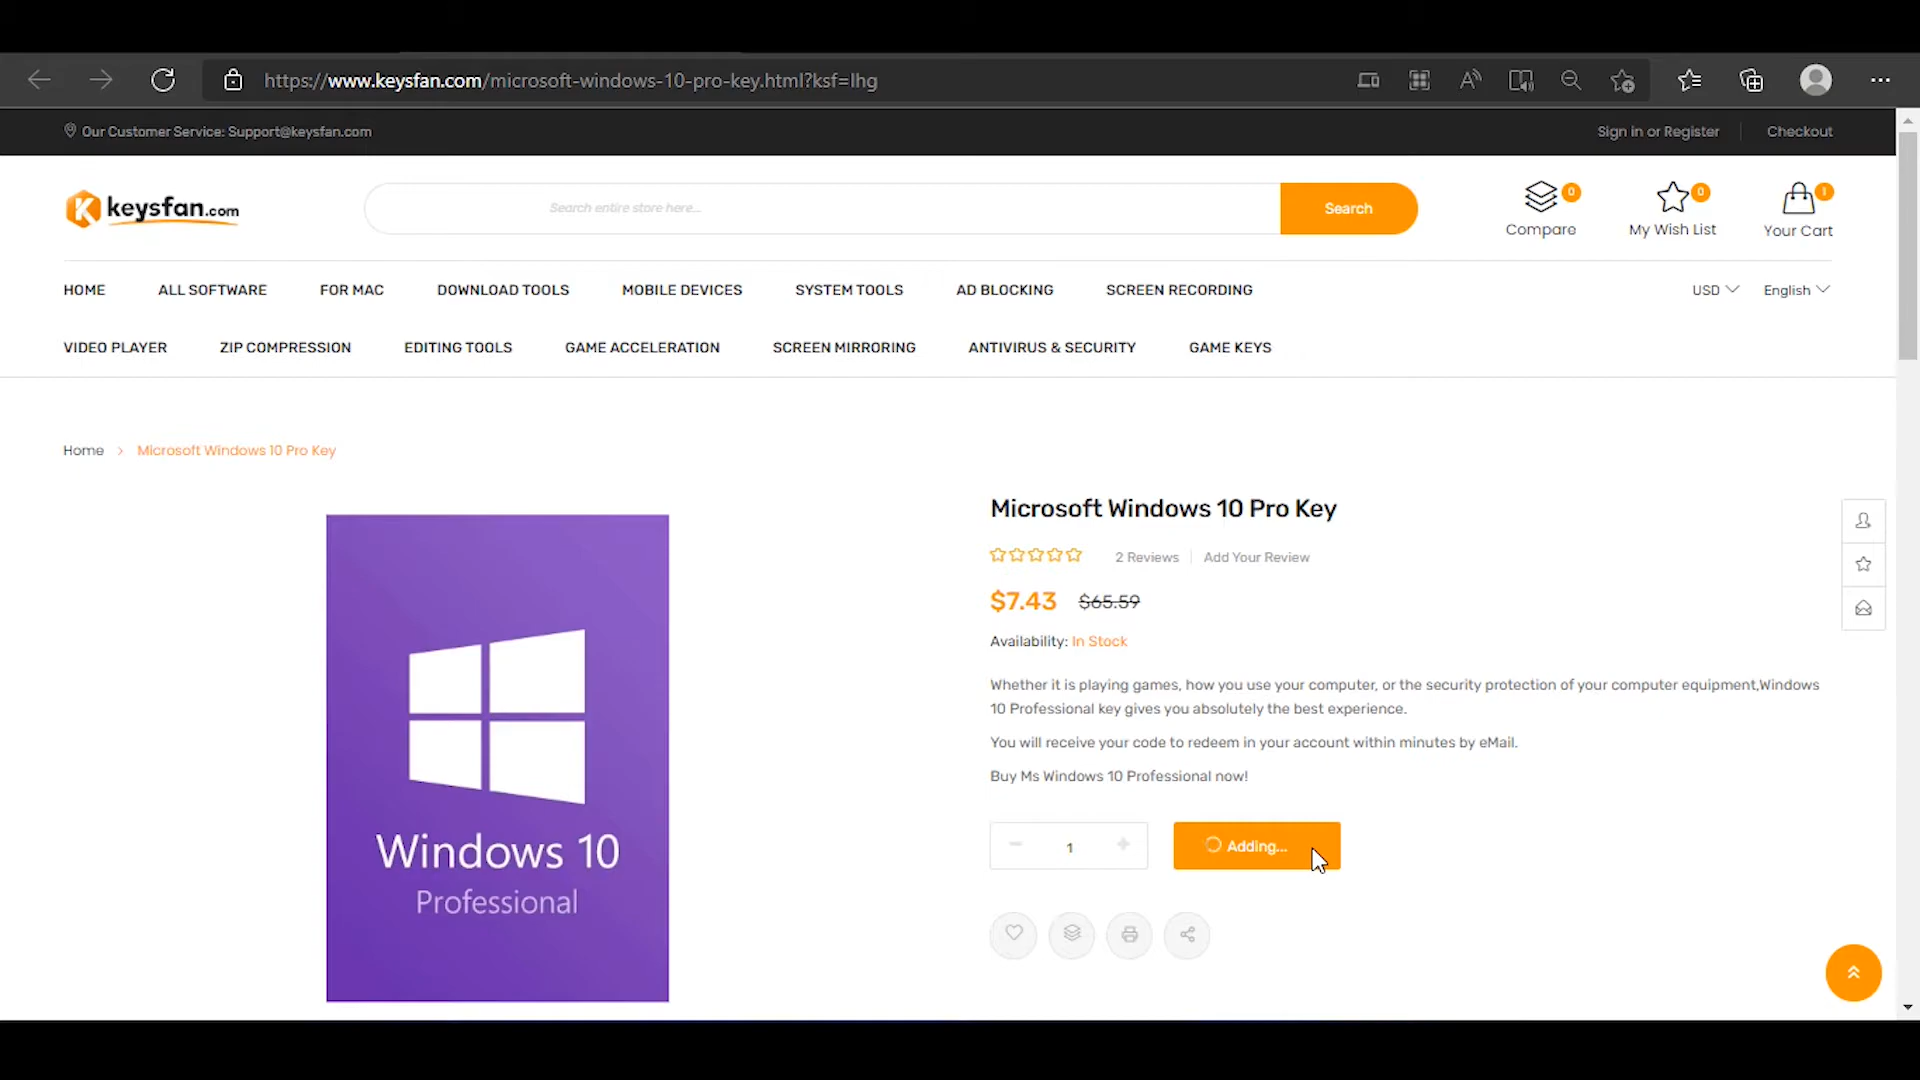 https://www.keysfan.com/microsoft-windows-10-pro-key.html?ksf=lhg
Our Customer Service: Support@keysfan.com
Sign in or Register
Checkout
keysfan.com
Search entire store here...
Search
0
Compare
0
My Wish List
1
Your Cart
HOME
ALL SOFTWARE
FOR MAC
DOWNLOAD TOOLS
MOBILE DEVICES
SYSTEM TOOLS
AD BLOCKING
SCREEN RECORDING
USD
English
VIDEO PLAYER
ZIP COMPRESSION
EDITING TOOLS
GAME ACCELERATION
SCREEN MIRRORING
ANTIVIRUS & SECURITY
GAME KEYS
Home
Microsoft Windows 10 Pro Key
Windows 10
Professional
Microsoft Windows 10 Pro Key
2 Reviews
Add Your Review
$7.43 $65.59
Availability: In Stock
Whether it is playing games, how you use your computer, or the security protection of your computer equipment,Windows
10 Professional key gives you absolutely the best experience.
You will receive your code to redeem in your account within minutes by eMail.
Buy Ms Windows 10 Professional now!
1
Adding...